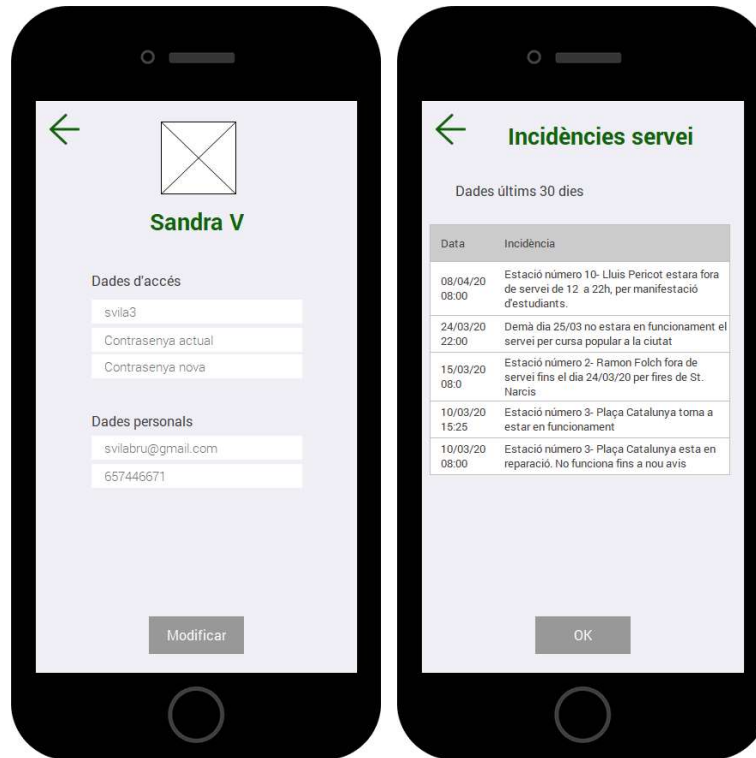 Sandra V
Dades d'accés
svila3
Contrasenya actual
Contrasenya nova
Dades personals
svilabru@gmail.com
657446671
Modificar
Incidències servei
Dades últims 30 dies
Data Incidència
08/04/20 08:00 Estació número 10- Lluis Pericot estara fora
de servei de 12 a 22h, per manifestació
d'estudiants.
24/03/20 22:00 Demà dia 25/03 no estara en funcionament el
servei per cursa popular a la ciutat
15/03/20 08:0 Estació número 2- Ramon Folch fora de
servei fins el dia 24/03/20 per fires de St.
Narcis
10/03/20 15:25 Estació número 3- Plaça Catalunya torna a
estar en funcionament
10/03/20 08:00 Estació número 3- Plaça Catalunya esta en
reparació. No funciona fins a nou avis
OK